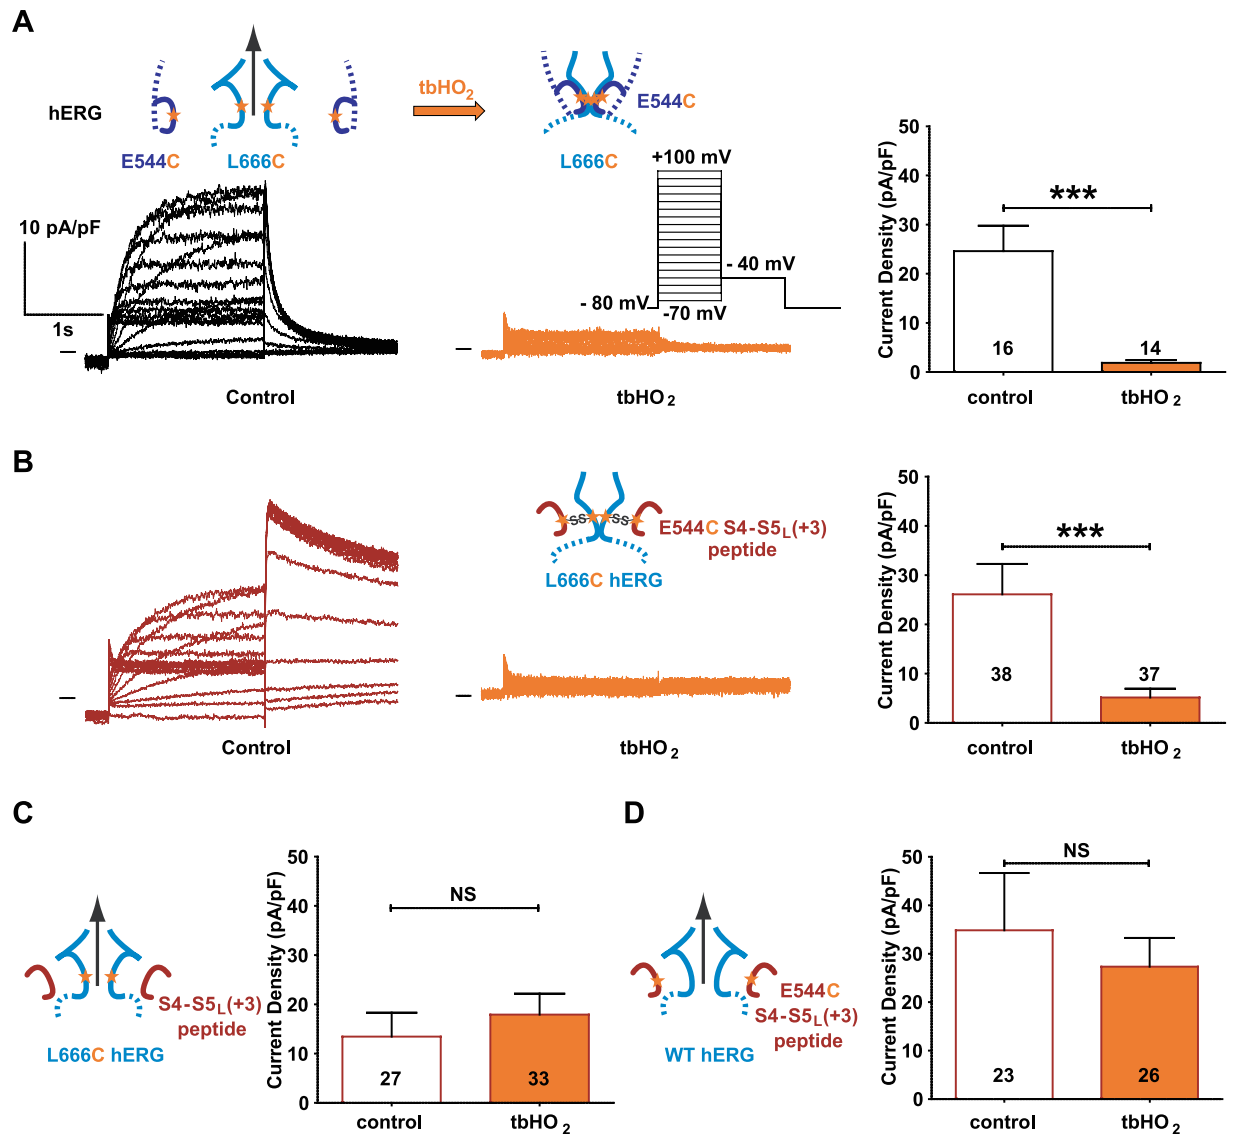 A
hERG
E544C
L666C
tbHO2
E544C
L666C
10 pA/pF
1s
Control
+100 mV
- 40 mV
- 80 mV
-70 mV
tbHO2
Current Density (pA/pF)
50
40
30
20
10
0
***
16
14
control
tbHO2
B
Control
SS
SS
E544C S4-S5L(+3)
peptide
L666C hERG
tbHO2
Current Density (pA/pF)
50
40
30
20
10
0
***
38
37
control
tbHO2
C
S4-S5L(+3)
peptide
L666C hERG
Current Density (pA/pF)
50
40
30
20
10
0
NS
27
33
control
tbHO2
D
E544C
S4-S5L(+3)
peptide
WT hERG
Current Density (pA/pF)
50
40
30
20
10
0
NS
23
26
control
tbHO2